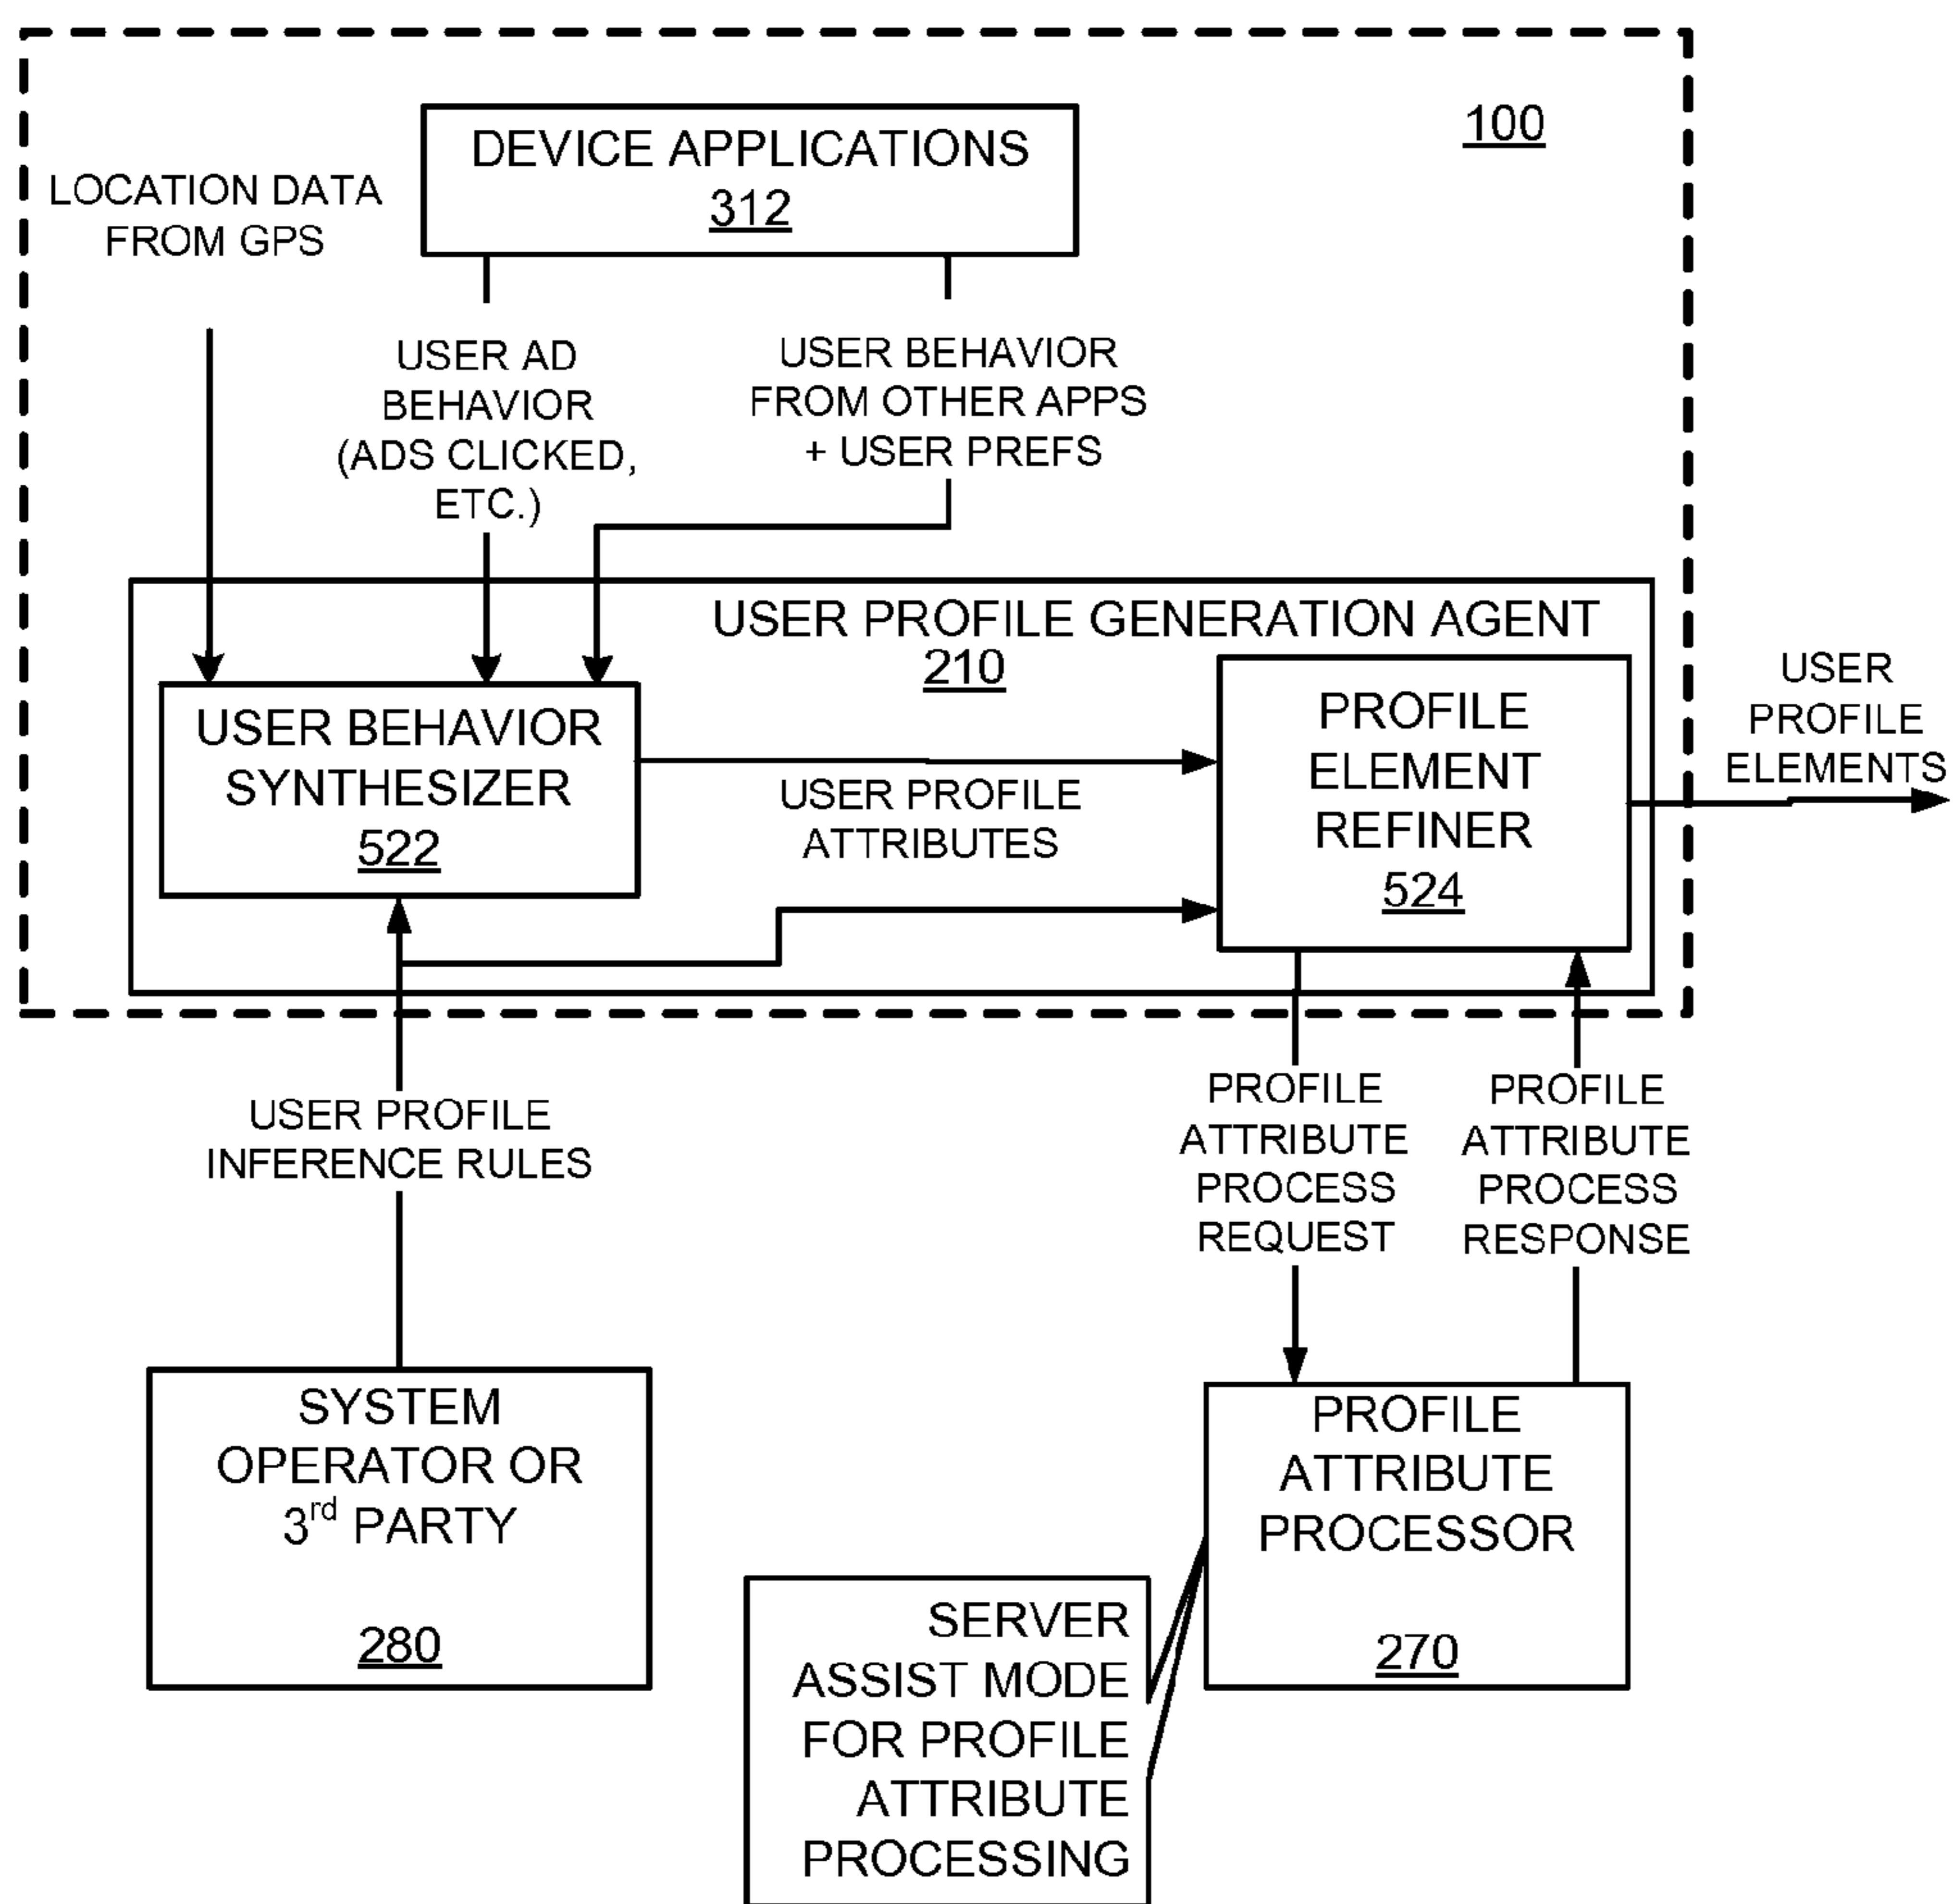 100
DEVICE APPLICATIONS
312
LOCATION DATA
FROM GPS
USER AD
BEHAVIOR
(ADS CLICKED,
ETC.)
USER BEHAVIOR
FROM OTHER APPS
+ USER PREFS
USER PROFILE GENERATION AGENT
210
USER BEHAVIOR
SYNTHESIZER
522
USER PROFILE
ATTRIBUTES
PROFILE
ELEMENT
REFINER
524
USER
PROFILE
ELEMENTS
USER PROFILE
INFERENCE RULES
PROFILE
ATTRIBUTE
PROCESS
REQUEST
PROFILE
ATTRIBUTE
PROCESS
RESPONSE
SYSTEM
OPERATOR OR
3rd PARTY
280
PROFILE
ATTRIBUTE
PROCESSOR
270
SERVER
ASSIST MODE
FOR PROFILE
ATTRIBUTE
PROCESSING